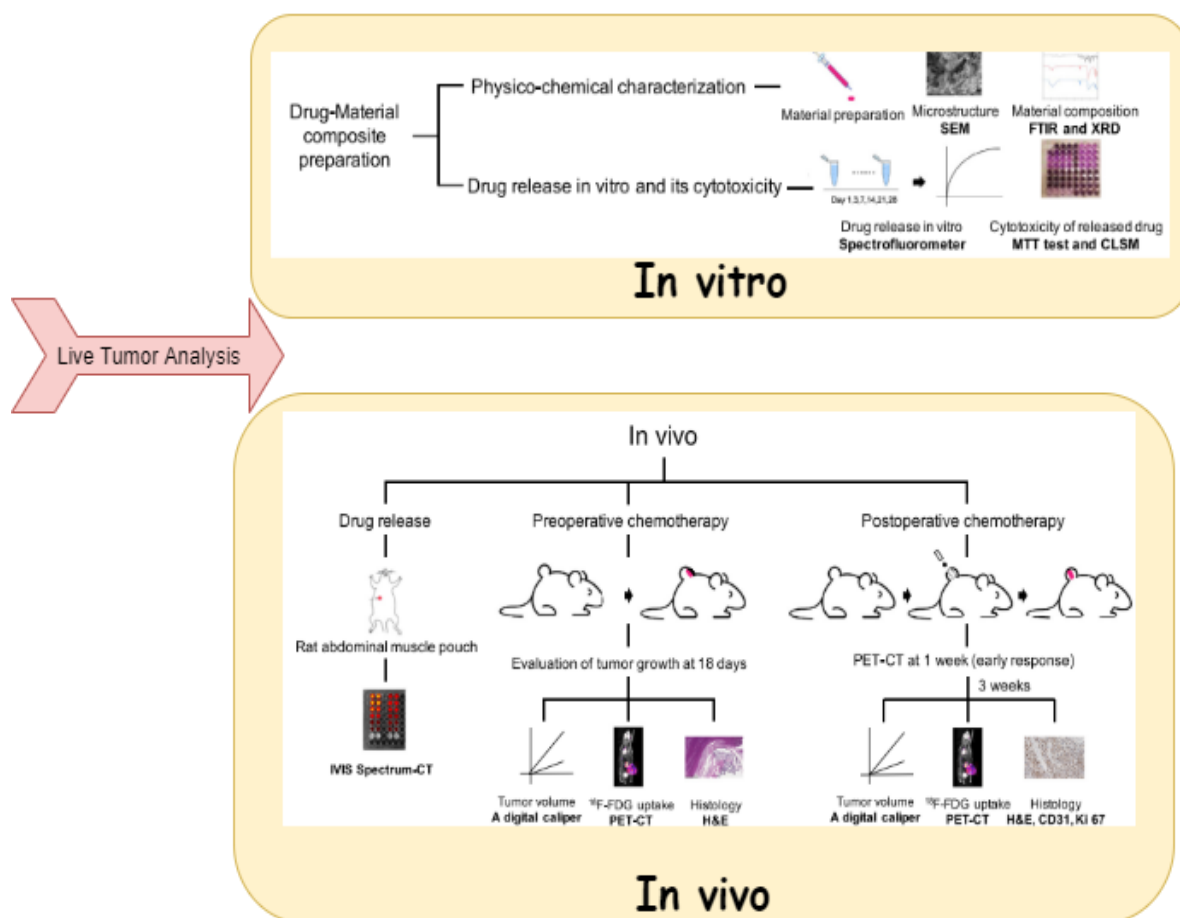 Physico-chemical characterization
Drug-Material
composite
preparation
Material preparation
Microstructure
SEM
Material composition
FTIR and XRD
Drug release in vitro and its cytotoxicity
Day 1,3,7,14,21,28
Drug release in vitro
Spectrofluorometer
Cytotoxicity of released drug
MTT test and CLSM
In vitro
Live Tumor Analysis
In vivo
Drug release
Preoperative chemotherapy
Postoperative chemotherapy
Rat abdominal muscle pouch
Evaluation of tumor growth at 18 days
PET-CT at 1 week (early response)
3 weeks
IVIS Spectrum-CT
Tumor volume
A digital caliper
¹⁸F-FDG uptake
PET-CT
Histology
H&E
Tumor volume
A digital caliper
¹⁸F-FDG uptake
PET-CT
Histology
H&E, CD31, KI 67
In vivo